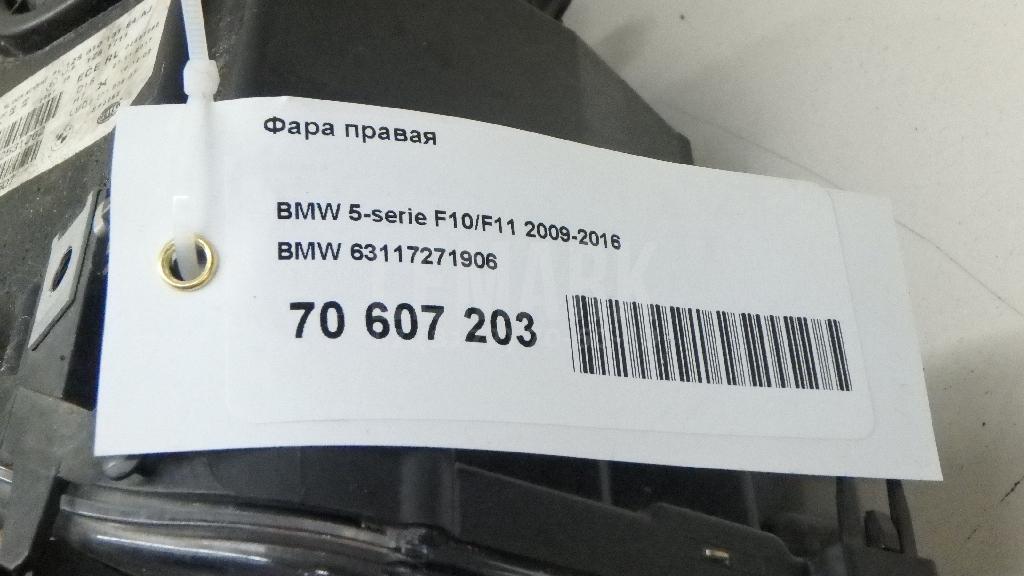 Фара правая
BMW 5-serie F10/F11 2009-2016
BMW 63117271906
70 607 203